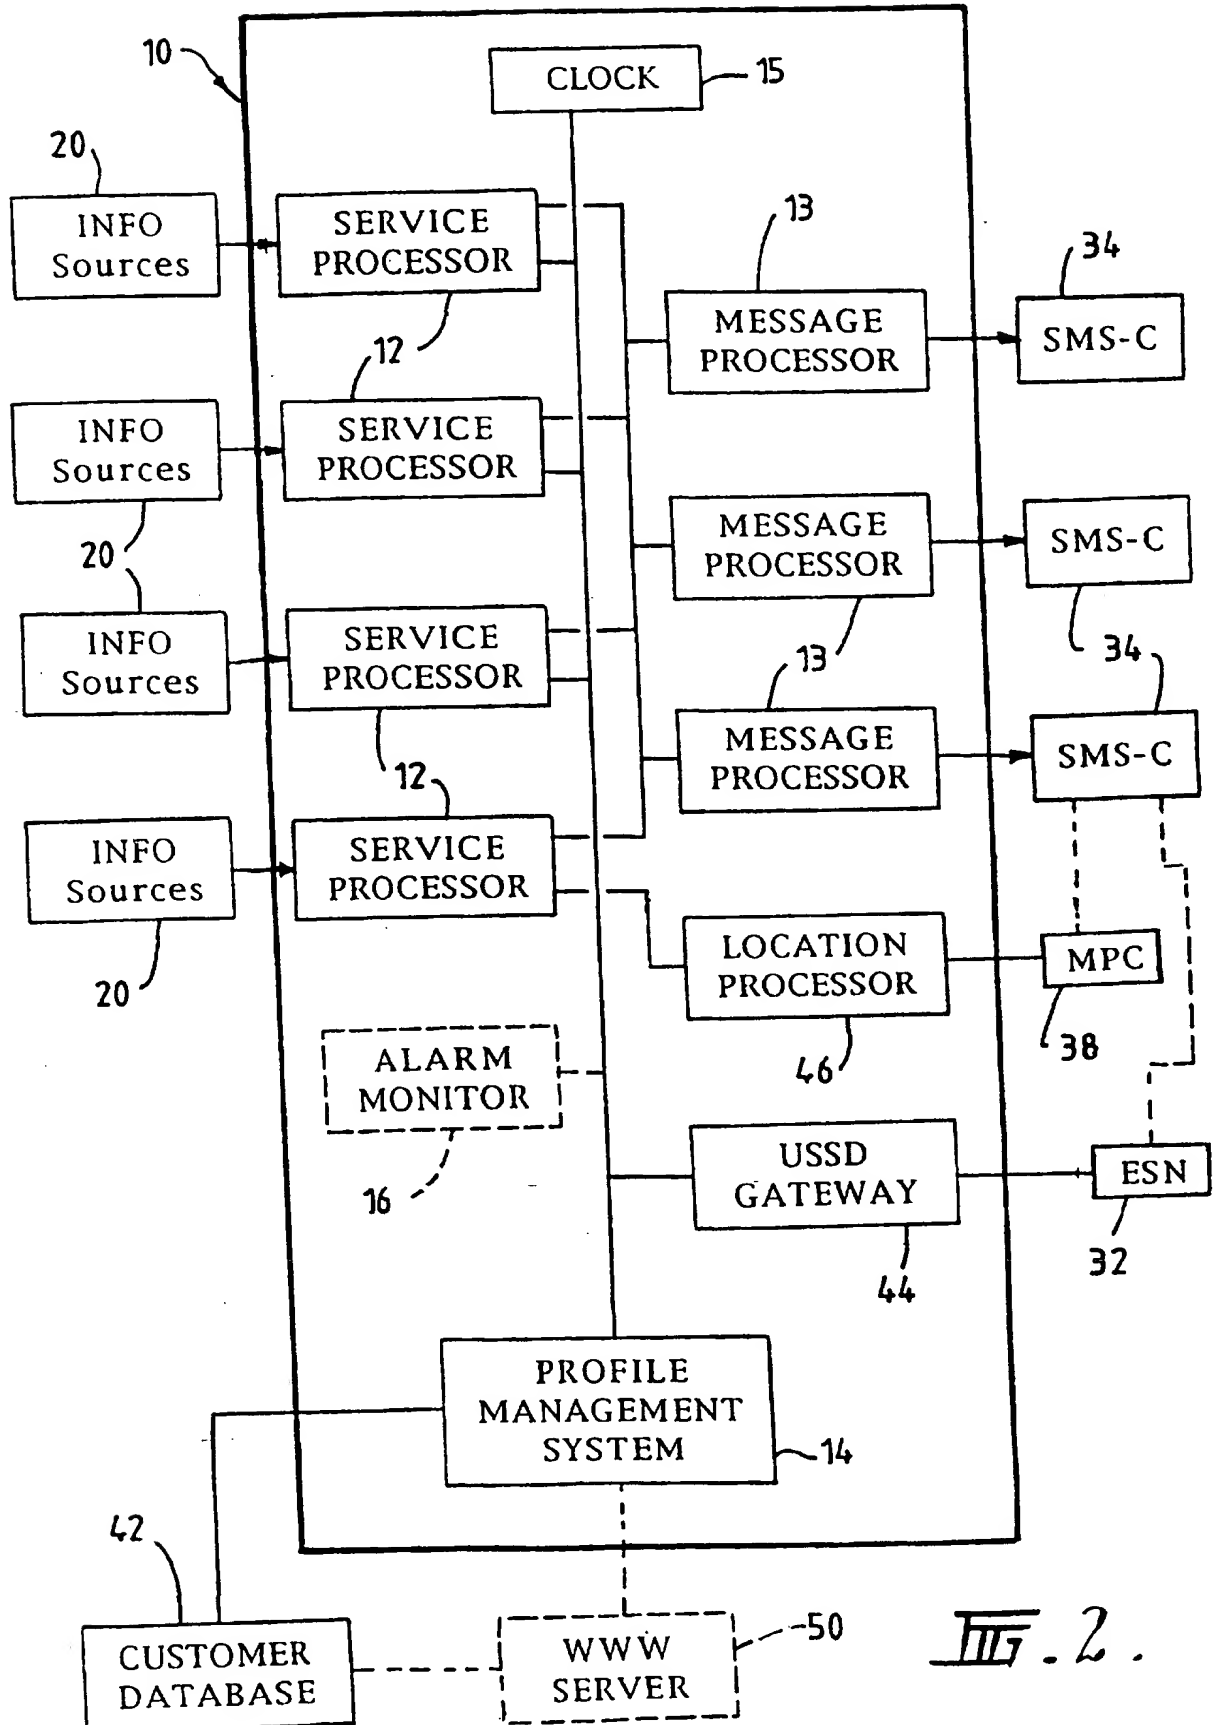 10
CLOCK
15
20
INFO
Sources
SERVICE
PROCESSOR
13
34
12
MESSAGE
PROCESSOR
SMS-C
INFO
Sources
SERVICE
PROCESSOR
20
MESSAGE
PROCESSOR
SMS-C
INFO
Sources
SERVICE
PROCESSOR
13
34
12
MESSAGE
PROCESSOR
SMS-C
INFO
Sources
SERVICE
PROCESSOR
20
LOCATION
PROCESSOR
MPC
38
46
ALARM
MONITOR
16
USSD
GATEWAY
ESN
44
32
PROFILE
MANAGEMENT
SYSTEM
14
42
CUSTOMER
DATABASE
WWW
SERVER
50
FIG. 2.